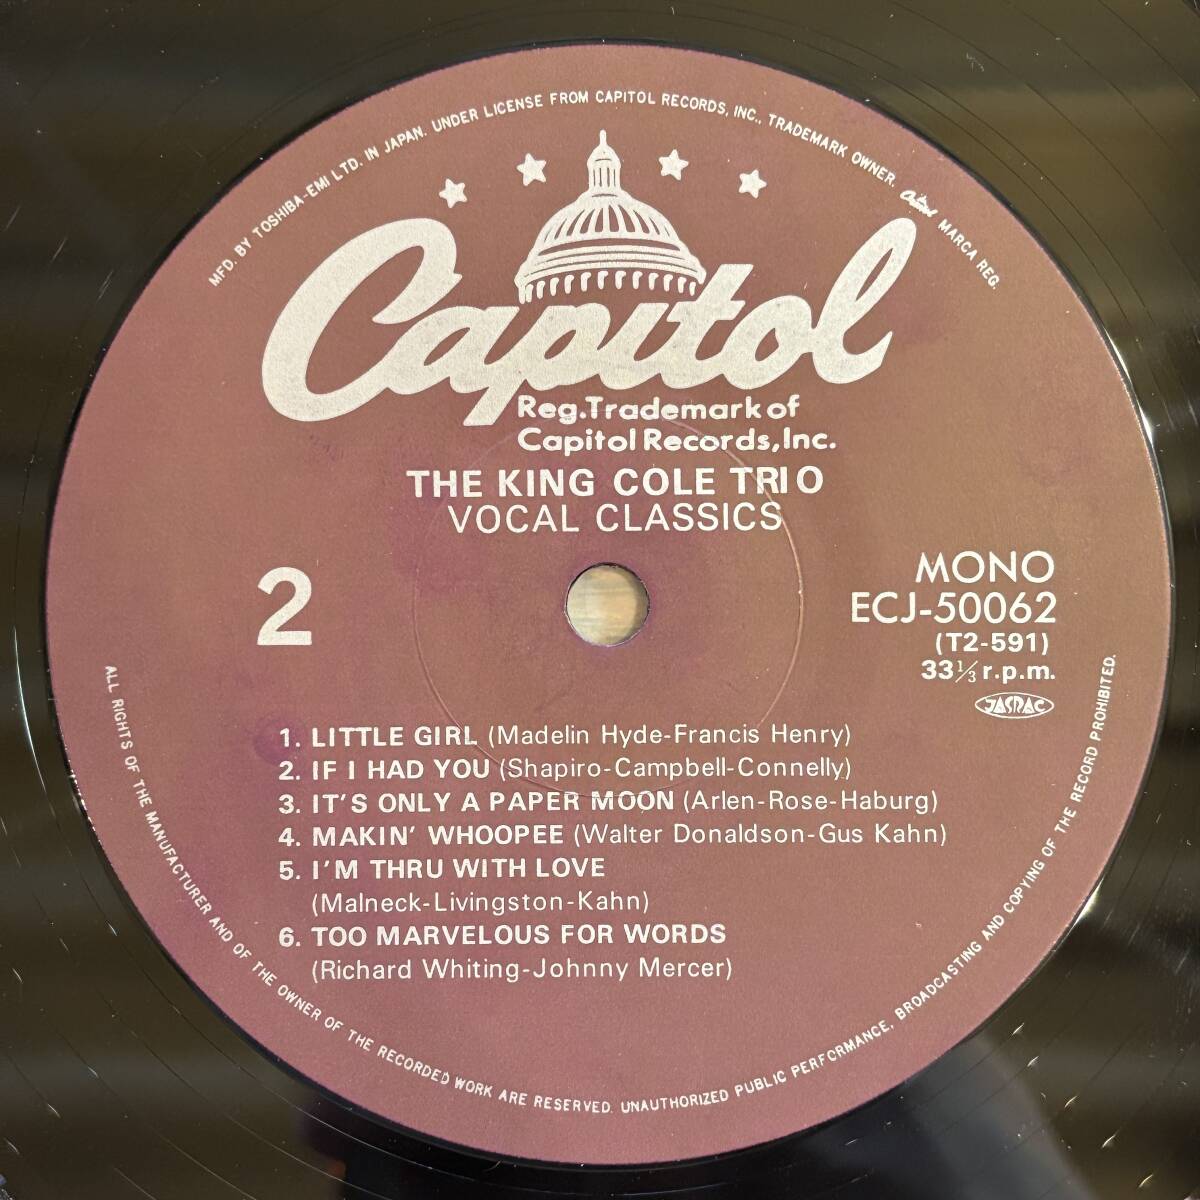 MFD. BY TOSHIBA-EMI LTD. IN JAPAN. UNDER LICENSE FROM CAPITOL RECORDS, INC., TRADEMARK OWNER. Capitol MARCA REG.
Capitol
Reg.Trademark of
Capitol Records,Inc.
THE KING COLE TRIO
VOCAL CLASSICS
2
MONO
ECJ-50062
(T2-591)
33⅓ r.p.m.
JASRAC
1. LITTLE GIRL (Madelin Hyde-Francis Henry)
2. IF I HAD YOU (Shapiro-Campbell-Connelly)
3. IT'S ONLY A PAPER MOON (Arlen-Rose-Haburg)
4. MAKIN' WHOOPEE (Walter Donaldson-Gus Kahn)
5. I'M THRU WITH LOVE
(Malneck-Livingston-Kahn)
6. TOO MARVELOUS FOR WORDS
(Richard Whiting-Johnny Mercer)
ALL RIGHTS OF THE MANUFACTURER AND OF THE OWNER OF THE RECORDED WORK ARE RESERVED. UNAUTHORIZED PUBLIC PERFORMANCE, BROADCASTING AND COPYING OF THE RECORD PROHIBITED.